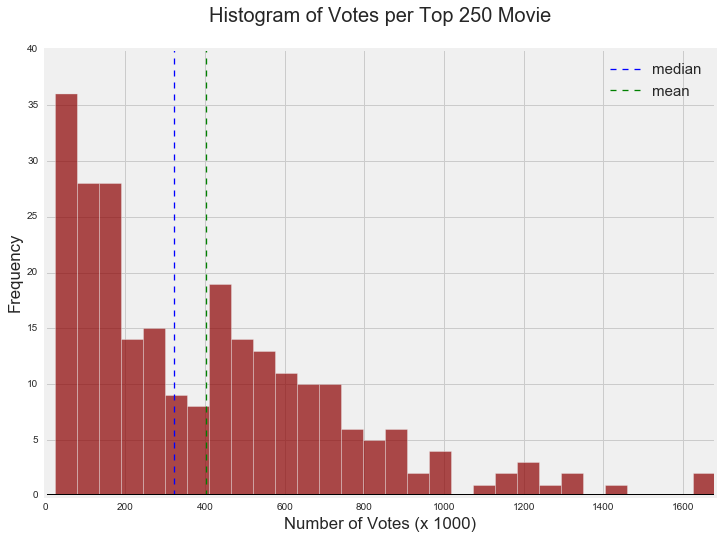 Histogram of Votes per Top 250 Movie
40
35
30
25
20
15
10
5
0
Frequency
median
mean
0 200 400 600 800 1000 1200 1400 1600
Number of Votes (x 1000)